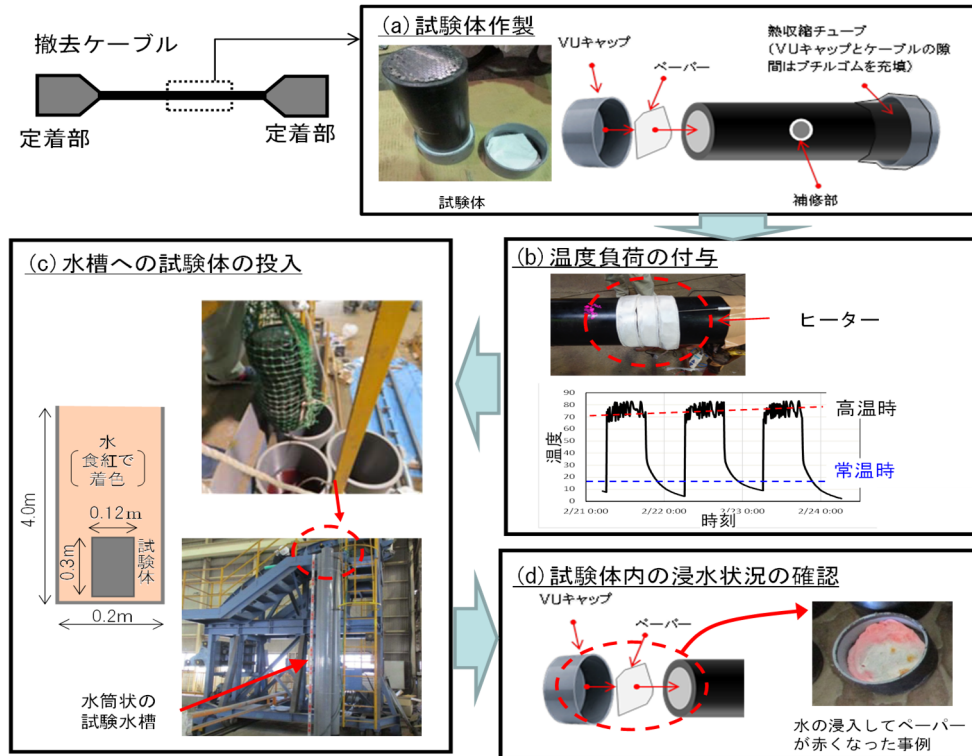 撤去ケーブル
定着部
定着部
(a)試験体作製
VUキャップ
ペーパー
熱収縮チューブ
(VUキャップとケーブルの隙
間はブチルゴムを充填)
試験体
補修部
(b)温度負荷の付与
ヒーター
温度
90
80
70
60
50
40
30
20
10
0
2/21 0:00
2/22 0:00
2/23 0:00
2/24 0:00
時刻
高温時
常温時
(c)水槽への試験体の投入
水
食紅で
着色
4.0m
0.12m
0.3m
試験体
0.2m
水筒状の
試験水槽
(d)試験体内の浸水状況の確認
VUキャップ
ペーパー
水の浸入してペーパー
が赤くなった事例